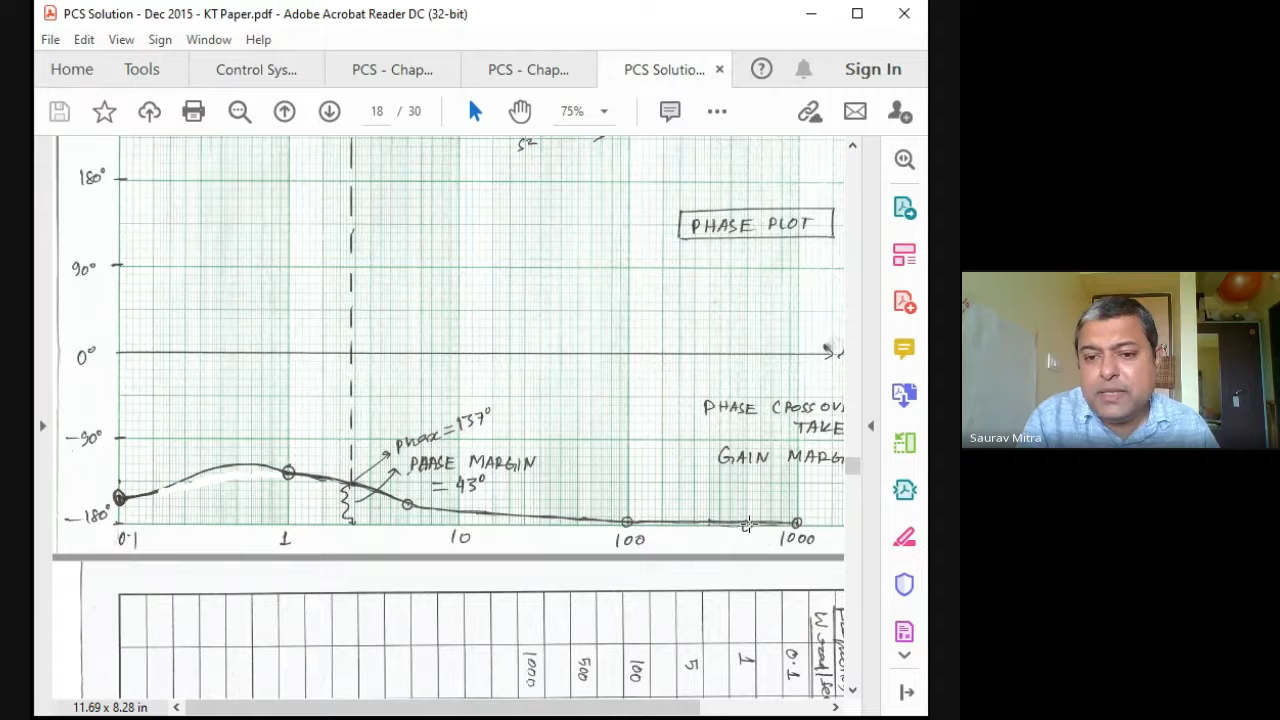 PCS Solution - Dec 2015 - KT Paper.pdf - Adobe Acrobat Reader DC (32-bit)
File Edit View Sign Window Help
Home Tools Control Sys... PCS - Chap... PCS - Chap... PCS Solutio... × Sign In
18 / 30 75%
S²
180°
PHASE PLOT
90°
0°
PHASE CROSS OV
TAKE
-90°
GAIN MARG
phase = 137°
PHASE MARGIN
= 43°
-180°
0.1 1 10 100 1000
Saurav Mitra
1000 500 100 5 1 0.1
W rad/se
11.69 x 8.28 in